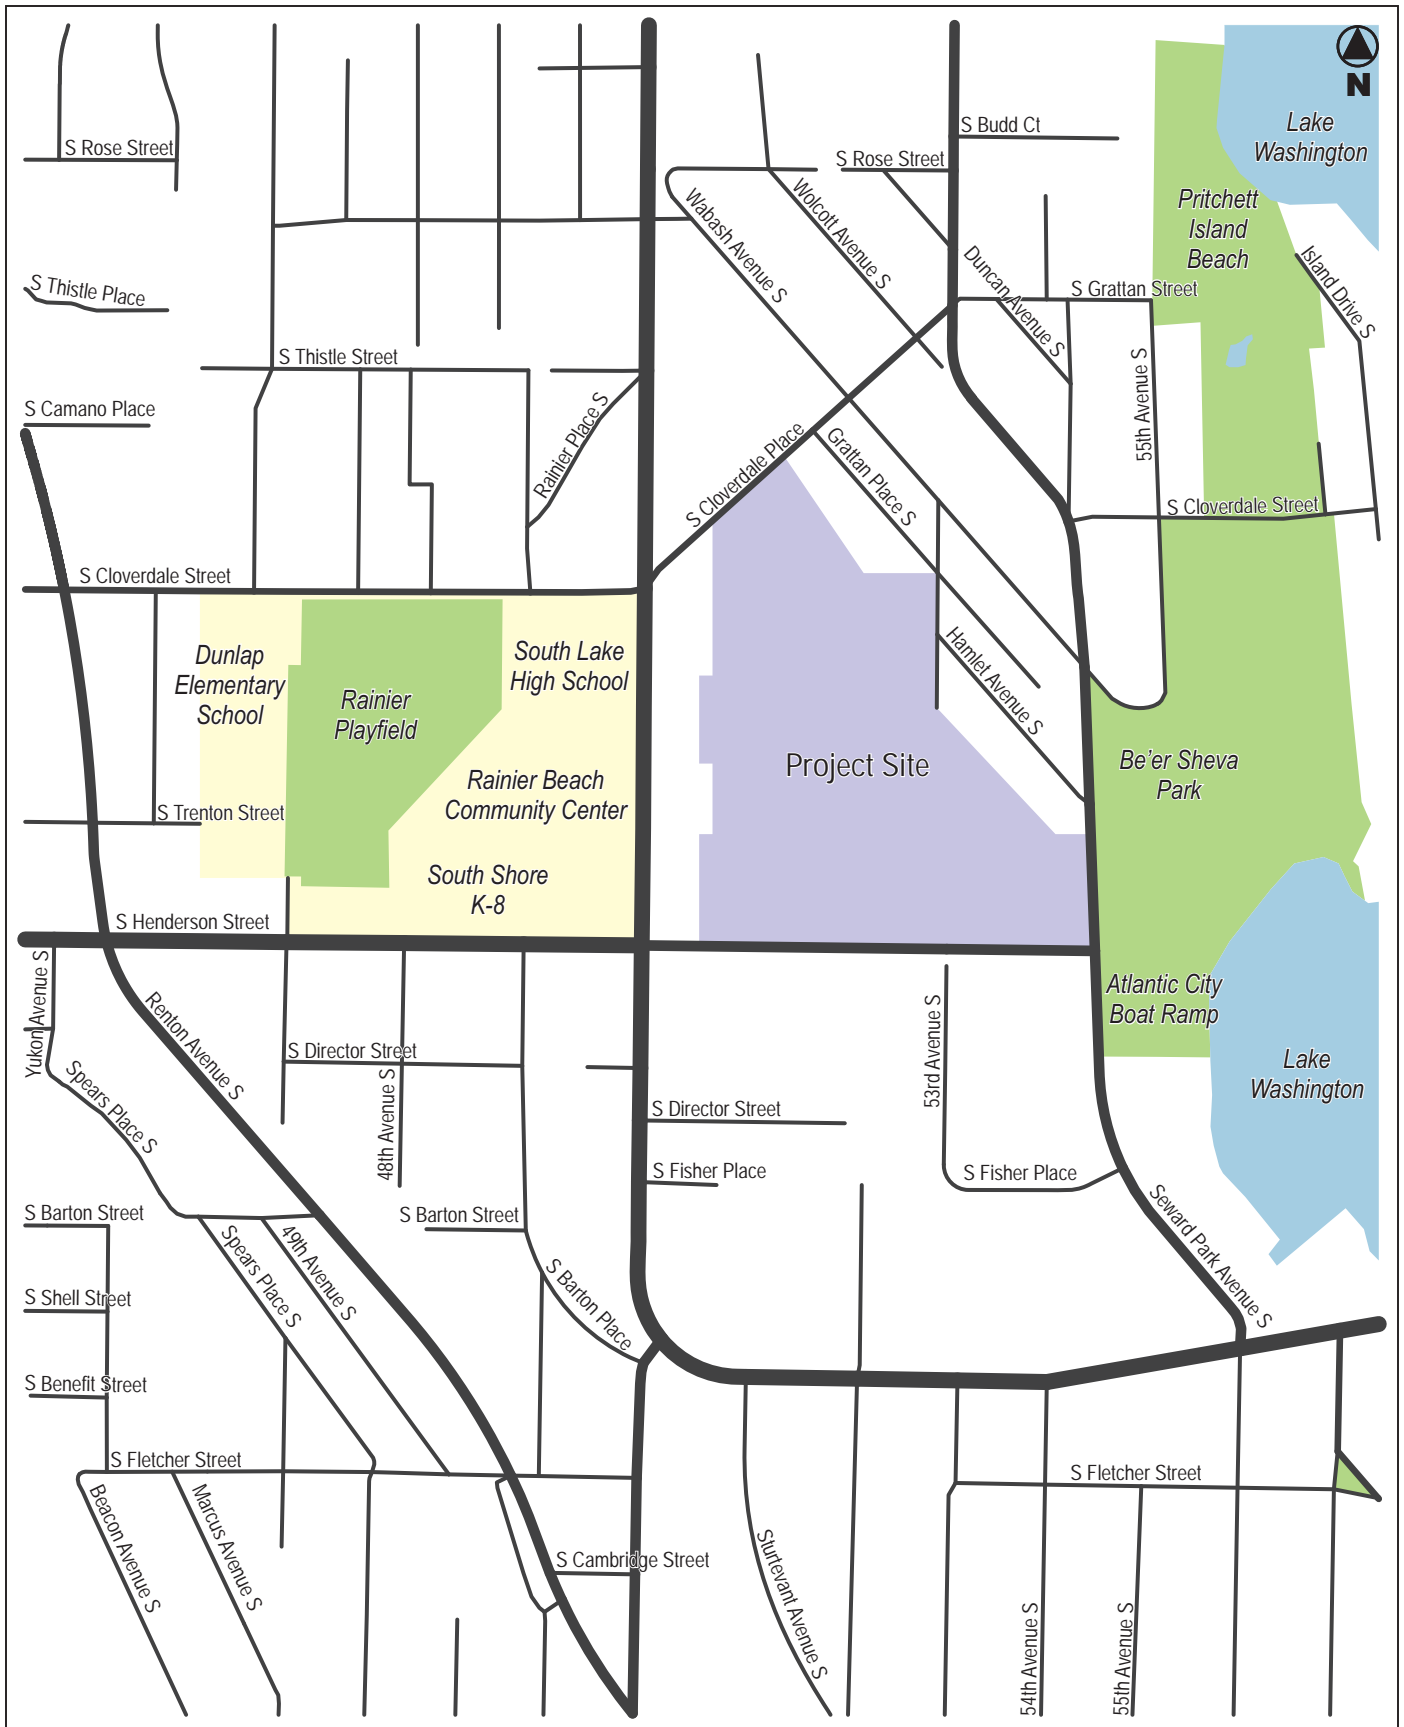 N
Lake
Washington
S Budd Ct
S Rose Street
S Rose Street
Pritchett
Island
Beach
Wolcott Avenue S
Wabash Avenue S
Duncan Avenue S
Island Drive S
S Thistle Place
S Grattan Street
S Thistle Street
55th Avenue S
S Camano Place
Rainier Place S
S Cloverdale Place
Grattan Place S
S Cloverdale Street
S Cloverdale Street
Dunlap
Elementary
School
South Lake
High School
Rainier
Playfield
Hamlet Avenue S
Project Site
Be'er Sheva
Park
Rainier Beach
Community Center
S Trenton Street
South Shore
K-8
S Henderson Street
Yukon Avenue S
Renton Avenue S
Atlantic City
Boat Ramp
53rd Avenue S
S Director Street
Lake
Washington
Spears Place S
48th Avenue S
S Director Street
S Fisher Place
S Fisher Place
S Barton Street
S Barton Street
Seward Park Avenue S
Spears Place S
49th Avenue S
S Barton Place
S Shell Street
S Benefit Street
S Fletcher Street
S Fletcher Street
Beacon Avenue S
Marcus Avenue S
S Cambridge Street
Sturtevant Avenue S
54th Avenue S
55th Avenue S